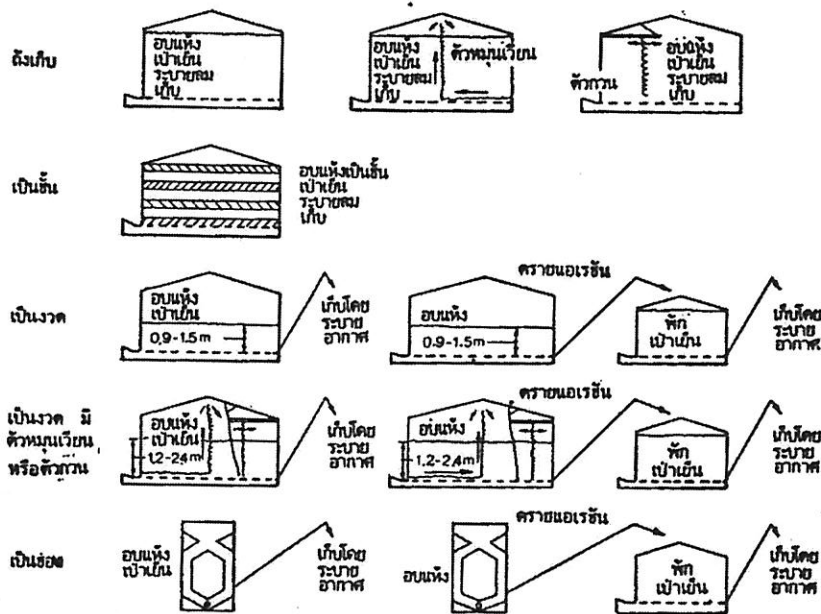 ถังเก็บ
อบแห้ง
เป่าเย็น
ระบายลม
เก็บ
อบแห้ง
เป่าเย็น
ระบายลม
เก็บ
ตัวหมุนเวียน
ตัวกวน
อบแห้ง
เป่าเย็น
ระบายลม
เก็บ
เป็นชั้น
อบแห้งเป็นชั้น
เป่าเย็น
ระบายลม
เก็บ
เป็นงวด
อบแห้ง
เป่าเย็น
0.9-1.5m
เก็บโดย
ระบาย
อากาศ
อบแห้ง
0.9-1.5m
ดรายแอเรชัน
พัก
เป่าเย็น
เก็บโดย
ระบาย
อากาศ
เป็นงวด มี
ตัวหมุนเวียน
หรือตัวกวน
อบแห้ง
เป่าเย็น
1.2-2.4m
เก็บโดย
ระบาย
อากาศ
อบแห้ง
1.2-2.4m
ดรายแอเรชัน
พัก
เป่าเย็น
เก็บโดย
ระบาย
อากาศ
อบแห้ง
เป่าเย็น
เก็บโดย
ระบาย
อากาศ
อบแห้ง
ดรายแอเรชัน
พัก
เป่าเย็น
เก็บโดย
ระบาย
อากาศ